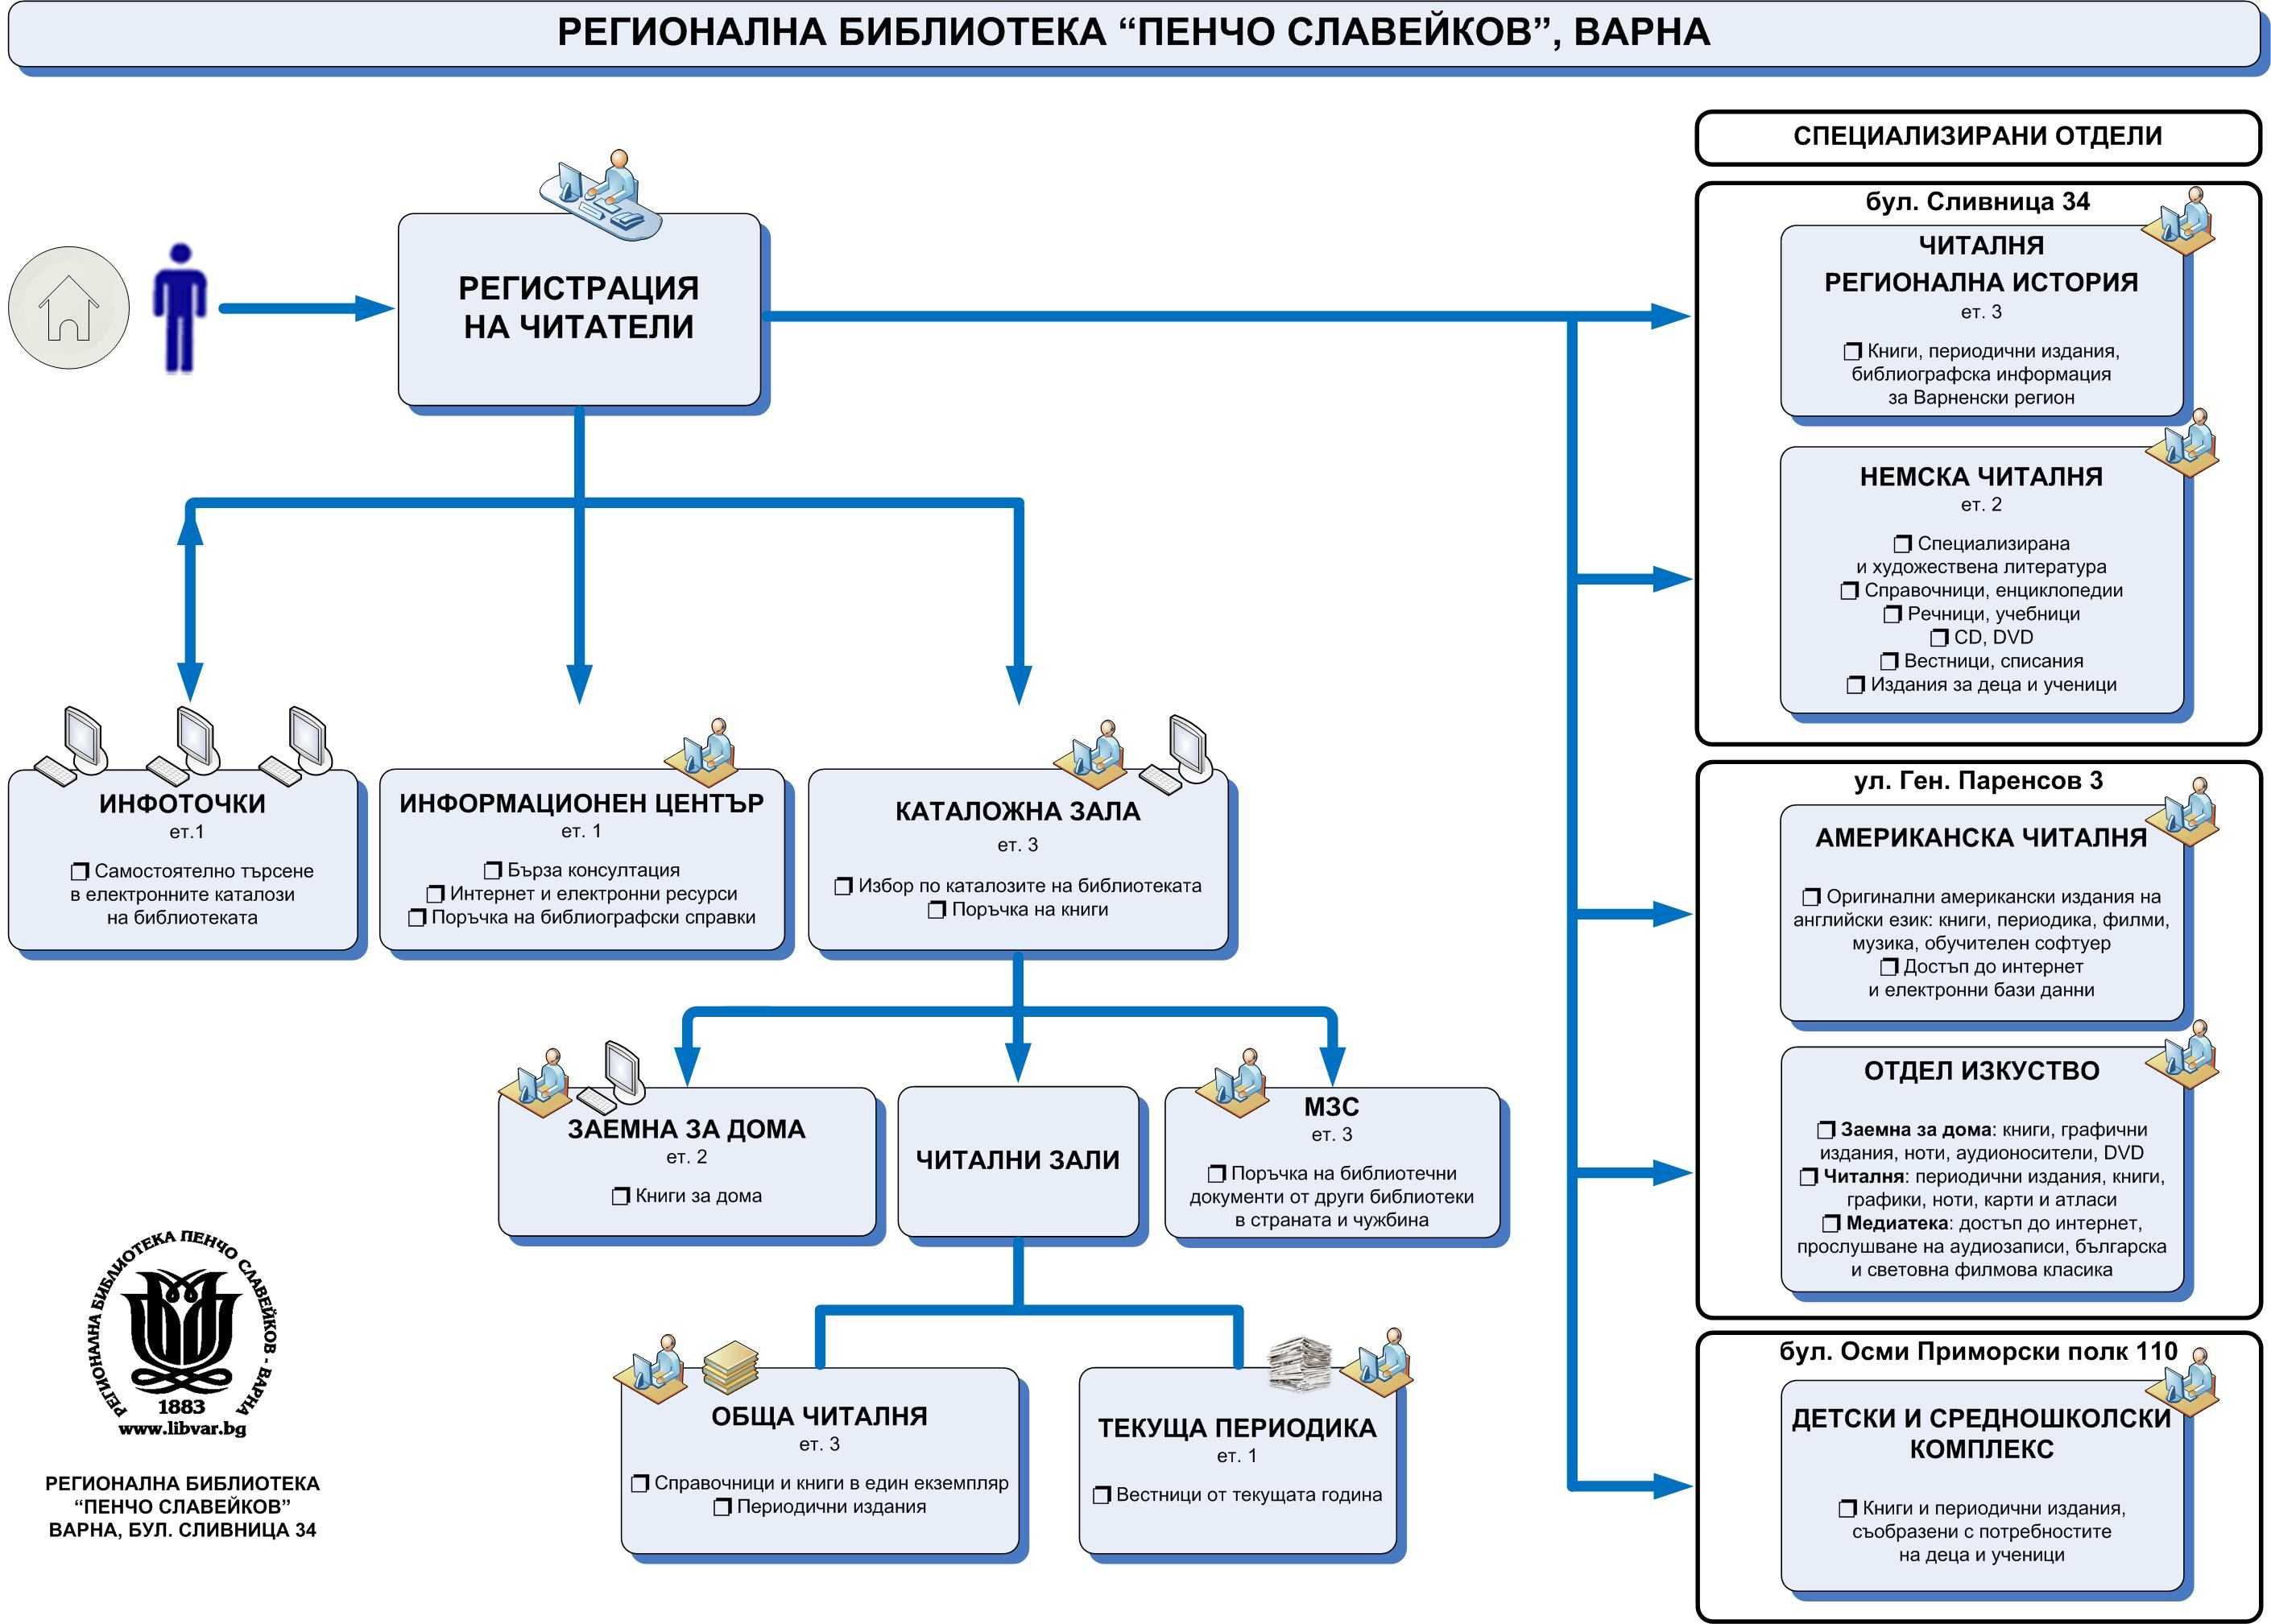 РЕГИОНАЛНА БИБЛИОТЕКА “ПЕНЧО СЛАВЕЙКОВ”, ВАРНА
РЕГИСТРАЦИЯ
НА ЧИТАТЕЛИ
ИНФОТОЧКИ
ет.1
❒ Самостоятелно търсене
в електронните каталози
на библиотеката
ИНФОРМАЦИОНЕН ЦЕНТЪР
ет. 1
❒ Бърза консултация
❒ Интернет и електронни ресурси
❒ Поръчка на библиографски справки
КАТАЛОЖНА ЗАЛА
ет. 3
❒ Избор по каталозите на библиотеката
❒ Поръчка на книги
ЗАЕМНА ЗА ДОМА
ет. 2
❒ Книги за дома
ЧИТАЛНИ ЗАЛИ
МЗС
ет. 3
❒ Поръчка на библиотечни
документи от други библиотеки
в страната и чужбина
ОБЩА ЧИТАЛНЯ
ет. 3
❒ Справочници и книги в един екземпляр
❒ Периодични издания
ТЕКУЩА ПЕРИОДИКА
ет. 1
❒ Вестници от текущата година
СПЕЦИАЛИЗИРАНИ ОТДЕЛИ
бул. Сливница 34
ЧИТАЛНЯ
РЕГИОНАЛНА ИСТОРИЯ
ет. 3
❒ Книги, периодични издания,
библиографска информация
за Варненски регион
НЕМСКА ЧИТАЛНЯ
ет. 2
❒ Специализирана
и художествена литература
❒ Справочници, енциклопедии
❒ Речници, учебници
❒ CD, DVD
❒ Вестници, списания
❒ Издания за деца и ученици
ул. Ген. Паренсов 3
АМЕРИКАНСКА ЧИТАЛНЯ
❒ Оригинални американски издания на
английски език: книги, периодика, филми,
музика, обучителен софтуер
❒ Достъп до интернет
и електронни бази данни
ОТДЕЛ ИЗКУСТВО
❒ Заемна за дома: книги, графични
издания, ноти, аудионосители, DVD
❒ Читалня: периодични издания, книги,
графики, ноти, карти и атласи
❒ Медиатека: достъп до интернет,
прослушване на аудиозаписи, българска
и световна филмова класика
бул. Осми Приморски полк 110
ДЕТСКИ И СРЕДНОШКОЛСКИ
КОМПЛЕКС
❒ Книги и периодични издания,
съобразени с потребностите
на деца и ученици
РЕГИОНАЛНА БИБЛИОТЕКА ПЕНЧО СЛАВЕЙКОВ - ВАРНА
1883
www.libvar.bg
РЕГИОНАЛНА БИБЛИОТЕКА
“ПЕНЧО СЛАВЕЙКОВ”
ВАРНА, БУЛ. СЛИВНИЦА 34